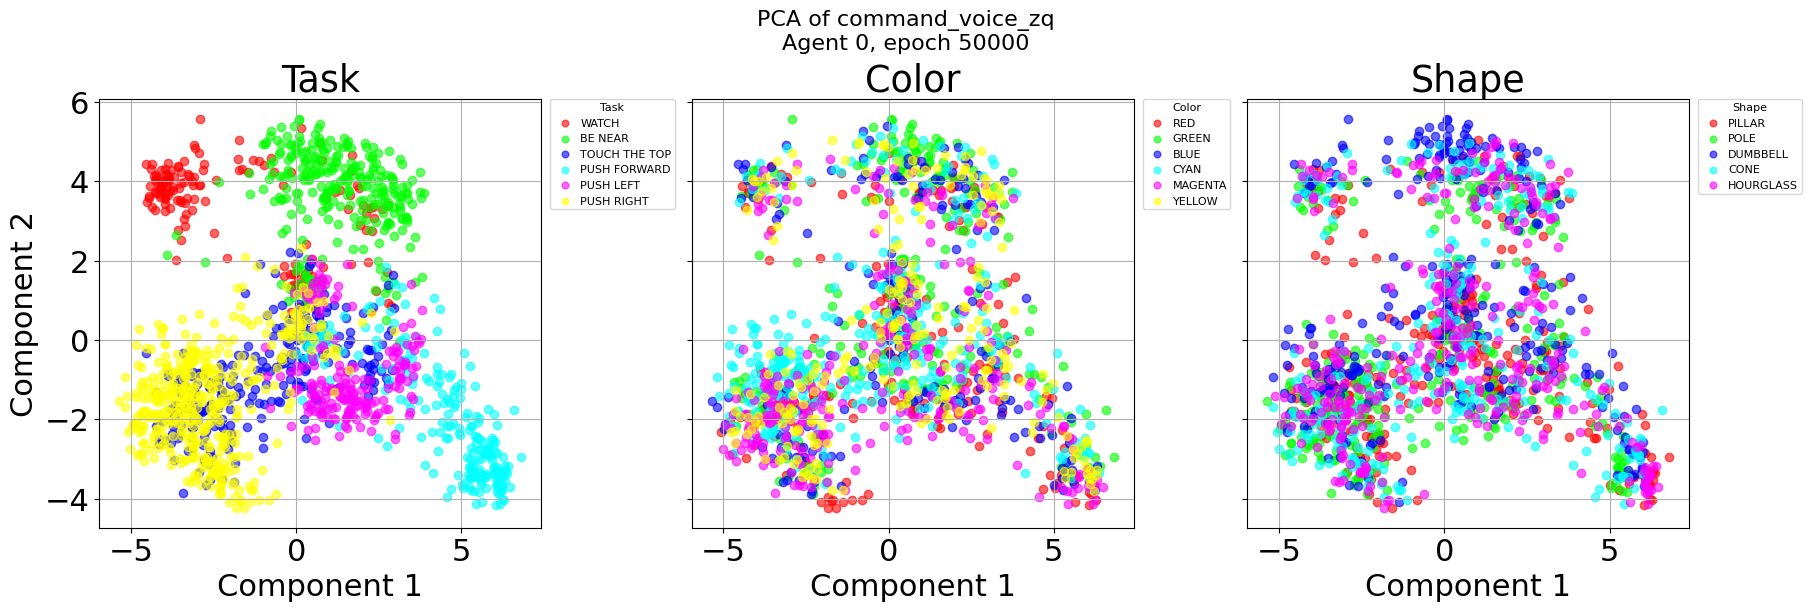 PCA of command_voice_zq
Agent 0, epoch 50000
Task
Color
Shape
Task
WATCH
BE NEAR
TOUCH THE TOP
PUSH FORWARD
PUSH LEFT
PUSH RIGHT
Color
RED
GREEN
BLUE
CYAN
MAGENTA
YELLOW
Shape
PILLAR
POLE
DUMBBELL
CONE
HOURGLASS
Component 2
6
4
2
0
−2
−4
−5 0 5
−5 0 5
−5 0 5
Component 1
Component 1
Component 1